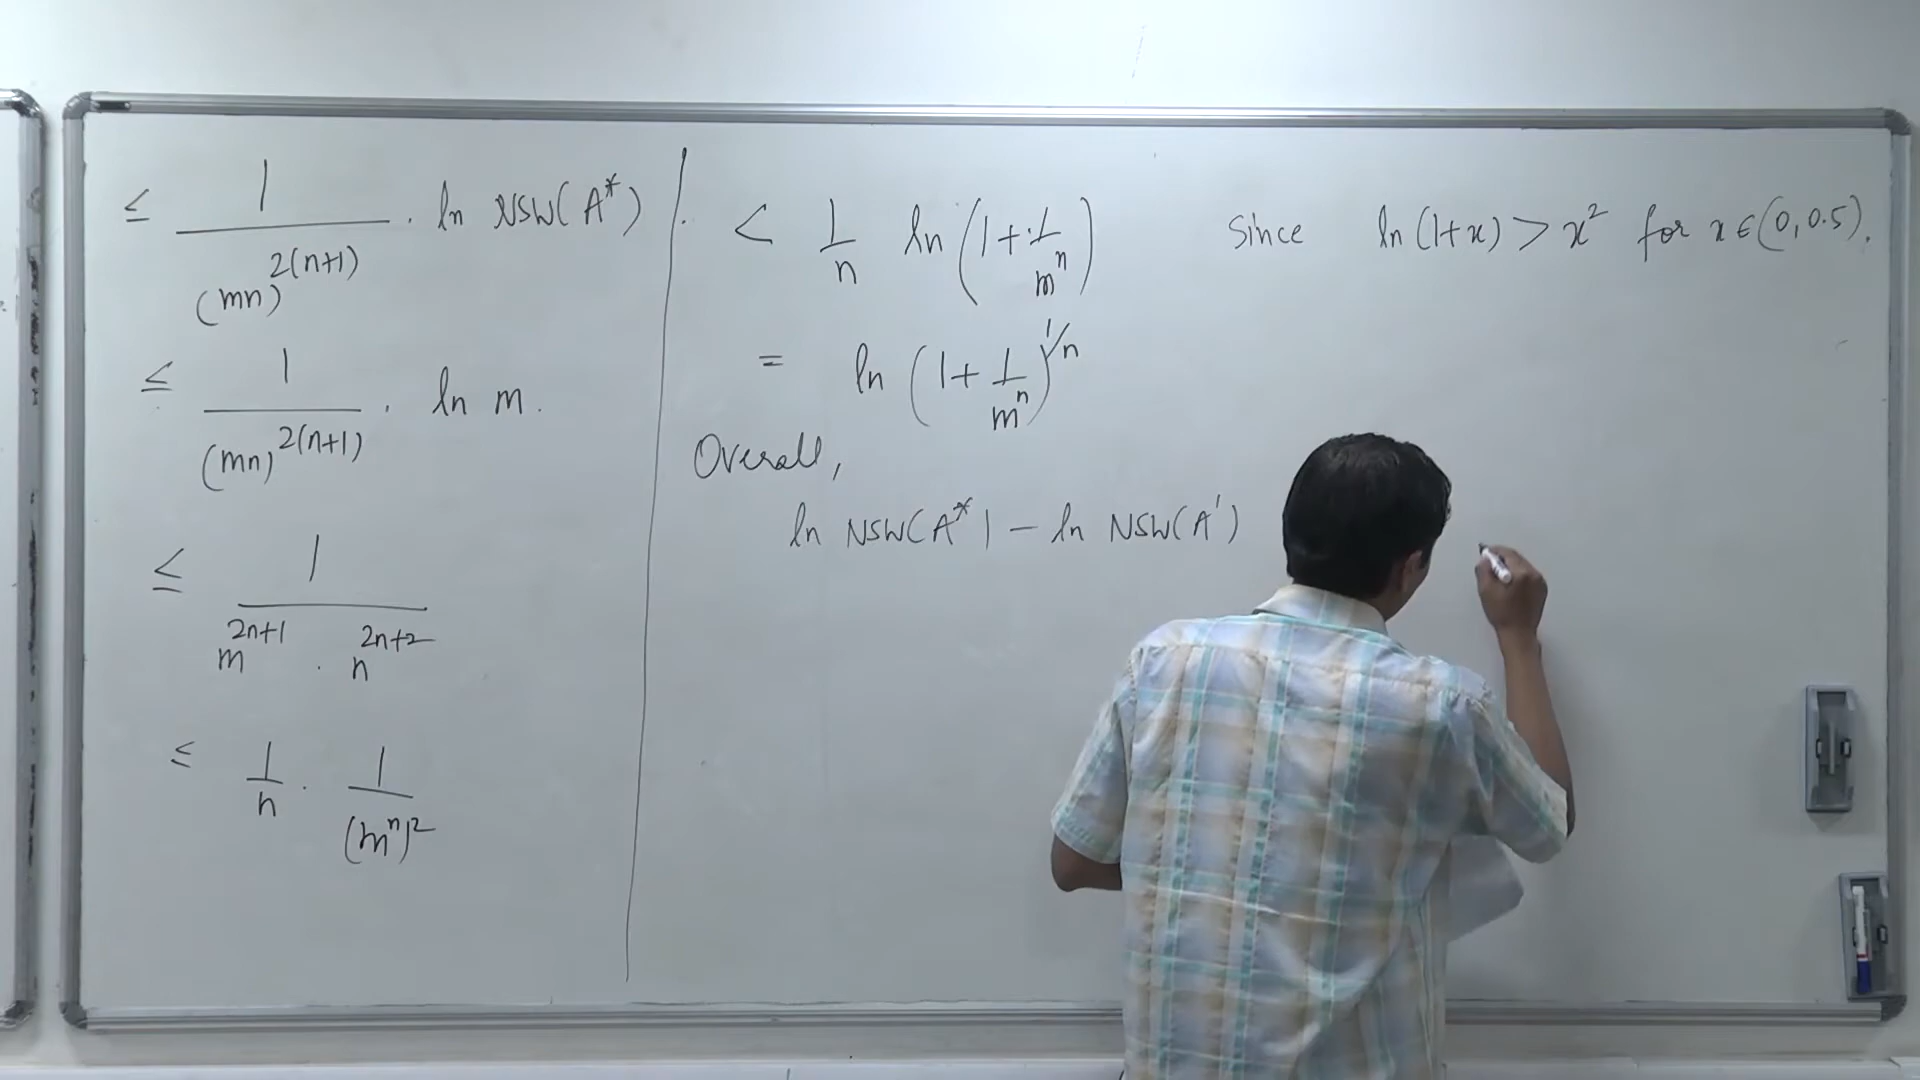 ≤ 1/(mn)^{2(n+1)} · ln NSW(A*)
≤ 1/(mn)^{2(n+1)} · ln m.
≤ 1/(m^{2n+1} · n^{2n+2})
≤ 1/n · 1/(m^n)^2
< 1/n ln(1+1/m^n) Since ln(1+x) > x^2 for x ∈ (0,0.5).
= ln(1+1/m^n)^{1/n}
Overall,
ln NSW(A*) - ln NSW(A')